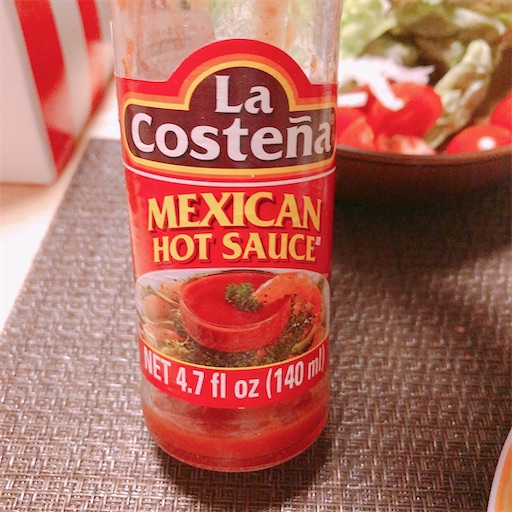 La
Costeña
MEXICAN
HOT SAUCE
NET 4.7 fl oz (140 ml)